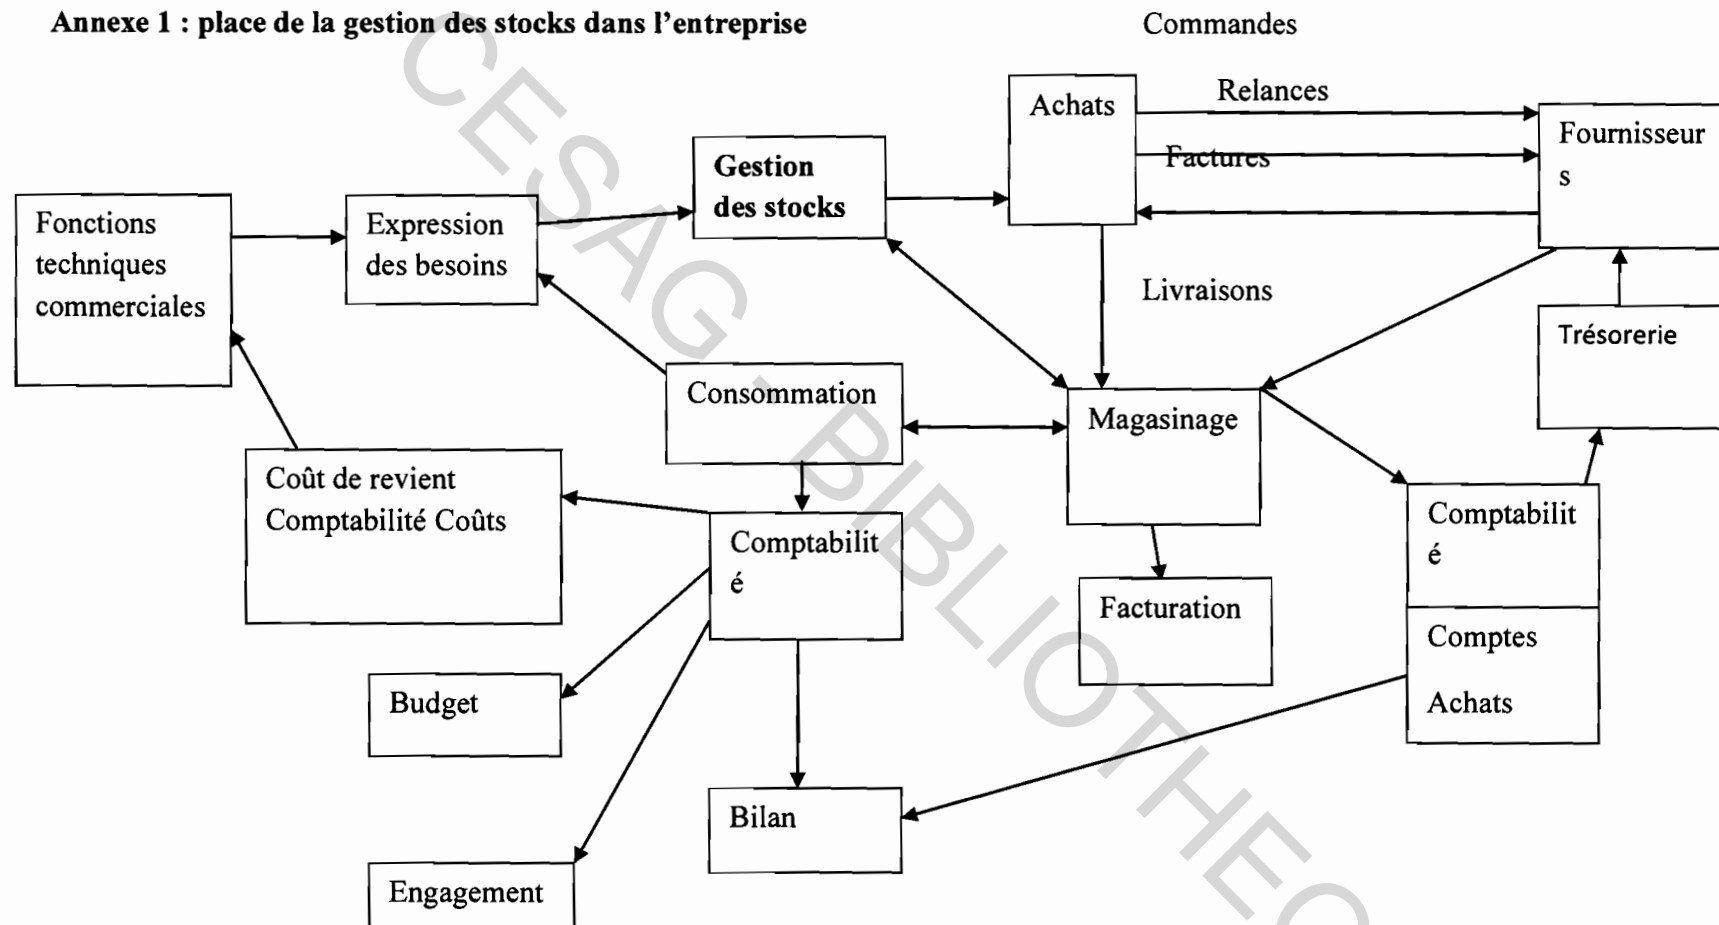 Annexe 1 : place de la gestion des stocks dans l'entreprise
Commandes
Achats
Relances
Fournisseur
s
Factures
Gestion
des stocks
Fonctions
techniques
commerciales
Expression
des besoins
Livraisons
Trésorerie
Consommation
Magasinage
Coût de revient
Comptabilité Coûts
Comptabilit
é
Comptabilit
é
Facturation
Comptes
Achats
Budget
Bilan
Engagement
CESAG - BIBLIOTHEQ